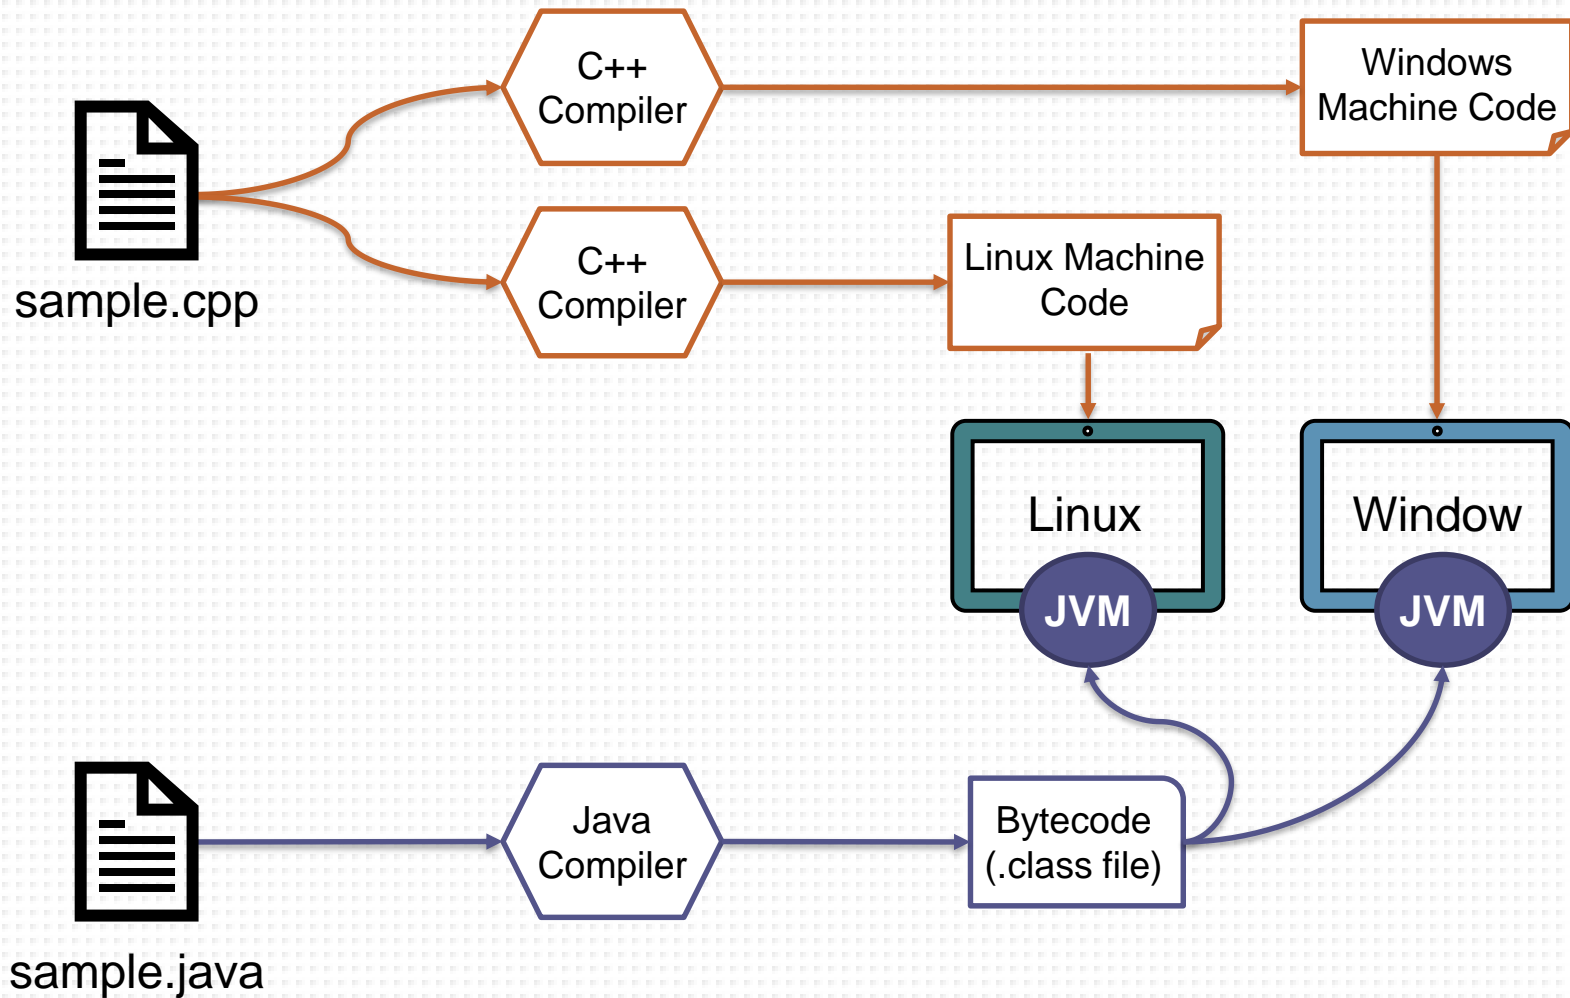 C++
Compiler
Windows
Machine Code
sample.cpp
C++
Compiler
Linux Machine
Code
Linux
Window
JVM
JVM
Java
Compiler
Bytecode
(.class file)
sample.java